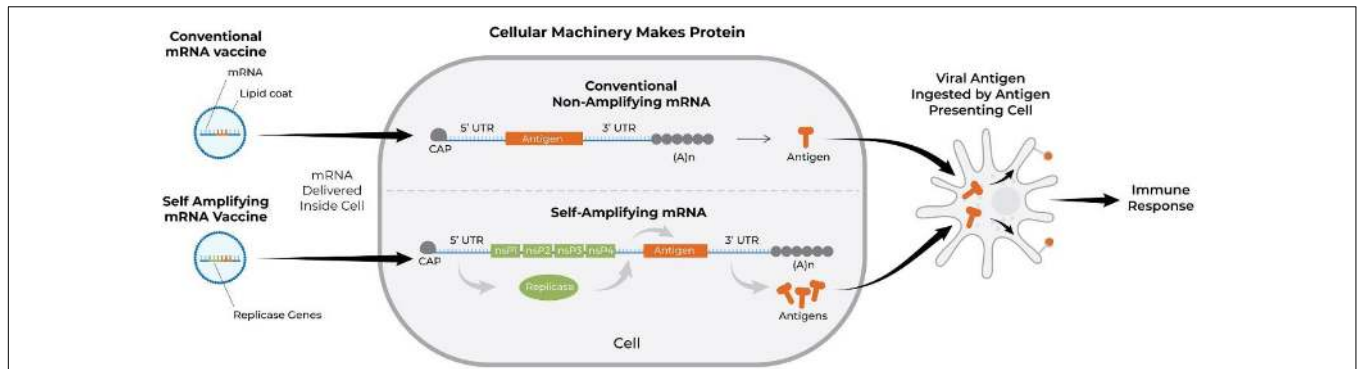 Conventional
mRNA vaccine
mRNA
Lipid coat
Self Amplifying
mRNA Vaccine
Replicase Genes
mRNA
Delivered
Inside Cell
Cellular Machinery Makes Protein
Conventional
Non-Amplifying mRNA
5' UTR
Antigen
3' UTR
CAP
(A)n
Antigen
Self-Amplifying mRNA
5' UTR
nsP1 nsP2 nsP3 nsP4
Antigen
3' UTR
CAP
(A)n
Replicase
Antigens
Cell
Viral Antigen
Ingested by Antigen
Presenting Cell
Immune
Response